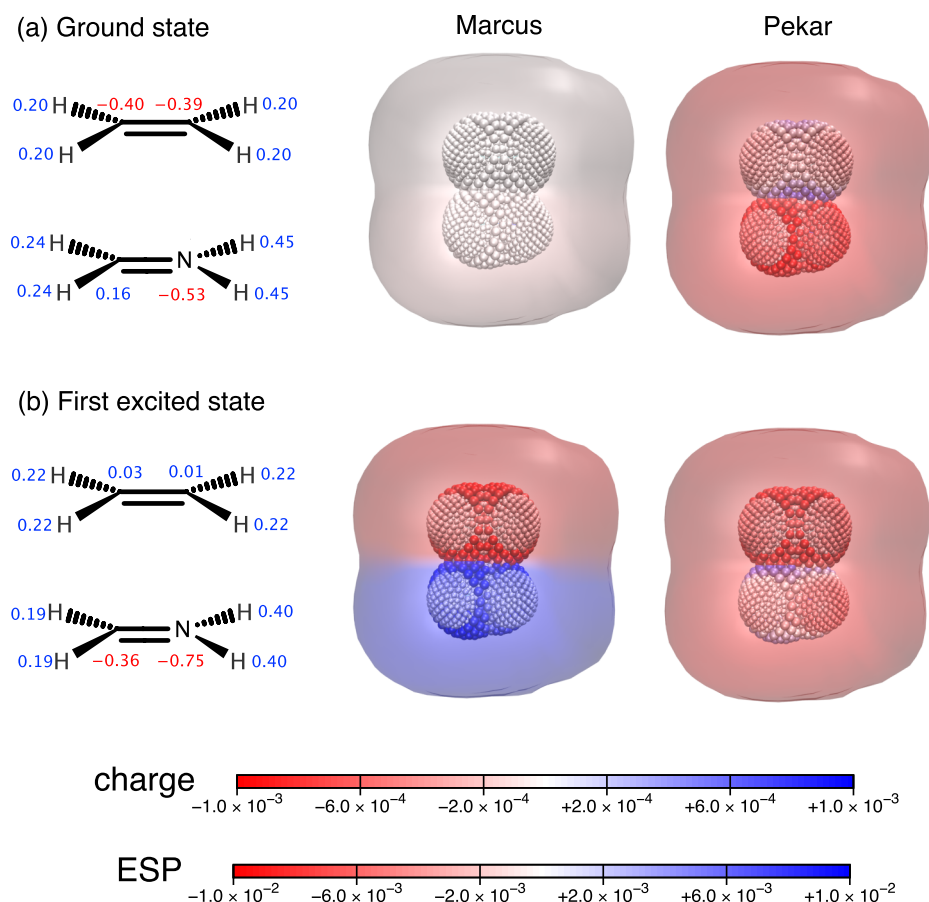 (a) Ground state
Marcus
Pekar
0.20 H −0.40 −0.39 H 0.20
0.20 H H 0.20
0.24 H H 0.45
N
0.24 H 0.16 −0.53 H 0.45
(b) First excited state
0.22 H 0.03 0.01 H 0.22
0.22 H H 0.22
0.19 H H 0.40
N
0.19 H −0.36 −0.75 H 0.40
charge
−1.0 × 10⁻³ −6.0 × 10⁻⁴ −2.0 × 10⁻⁴ +2.0 × 10⁻⁴ +6.0 × 10⁻⁴ +1.0 × 10⁻³
ESP
−1.0 × 10⁻² −6.0 × 10⁻³ −2.0 × 10⁻³ +2.0 × 10⁻³ +6.0 × 10⁻³ +1.0 × 10⁻²